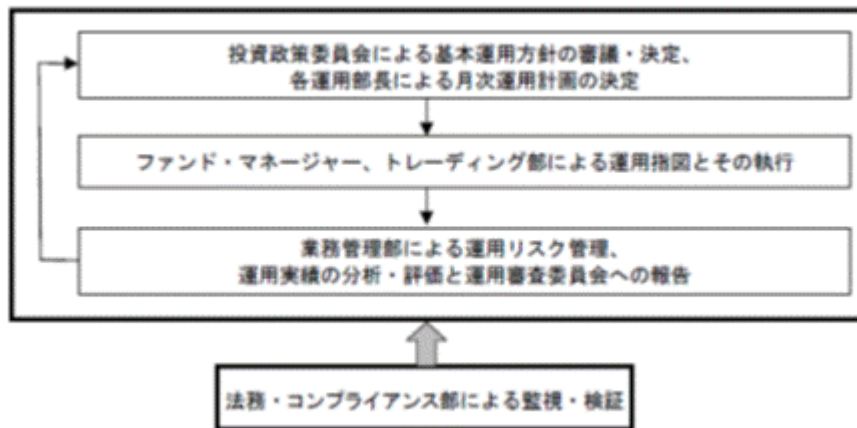 投資政策委員会による基本運用方針の審議・決定、
各運用部長による月次運用計画の決定
ファンド・マネージャー、トレーディング部による運用指図とその執行
業務管理部による運用リスク管理、
運用実績の分析・評価と運用審査委員会への報告
法務・コンプライアンス部による監視・検証